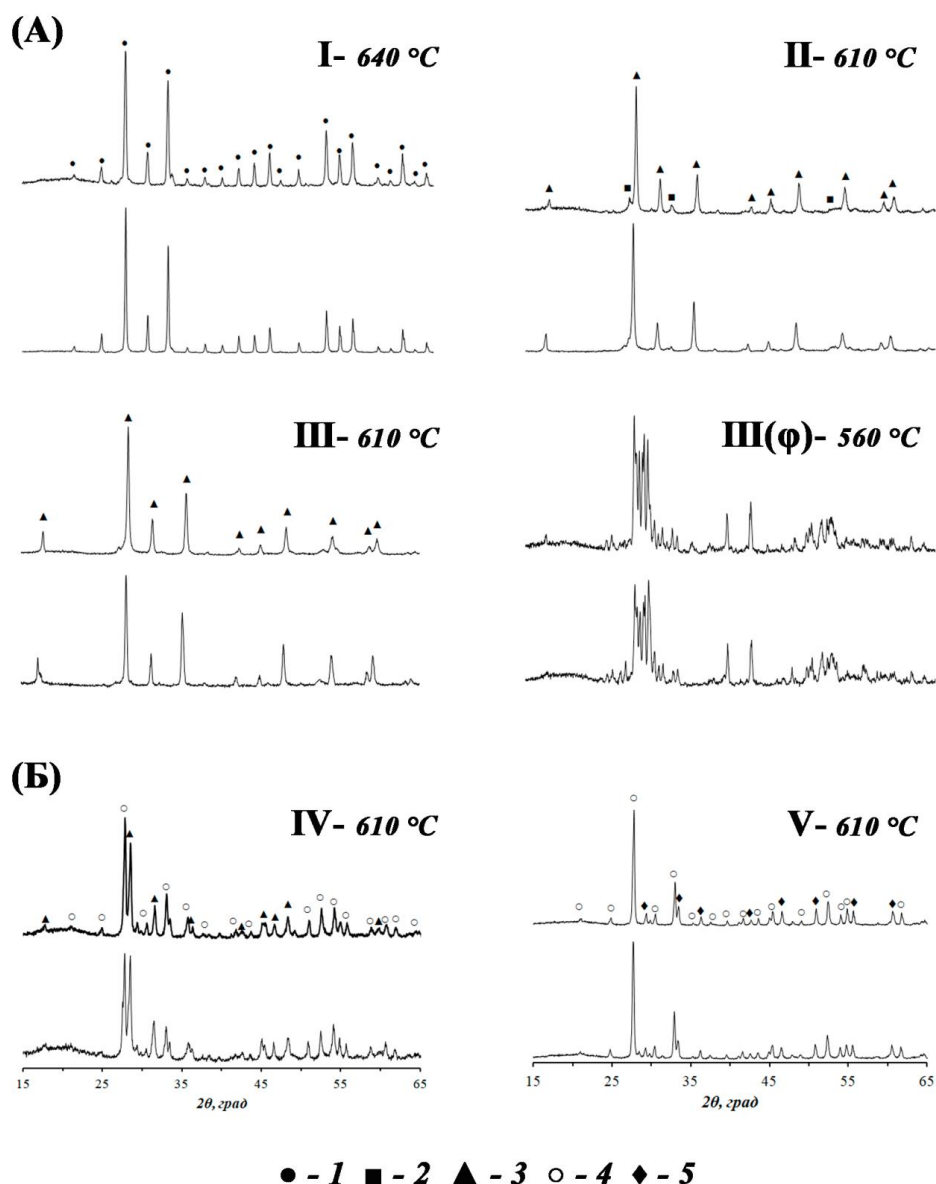 (А)
I- 640 °C
II- 610 °C
III- 610 °C
III(φ)- 560 °C
(Б)
IV- 610 °C
V- 610 °C
15 25 35 45 55 65
2θ, град
15 25 35 45 55 65
2θ, град
● - 1 ■ - 2 ▲ - 3 ○ - 4 ♦ - 5